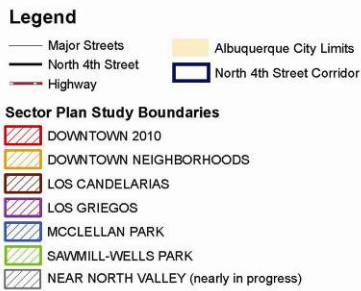 Legend
Major Streets
North 4th Street
Highway
Albuquerque City Limits
North 4th Street Corridor
Sector Plan Study Boundaries
DOWNTOWN 2010
DOWNTOWN NEIGHBORHOODS
LOS CANDELARIAS
LOS GRIEGOS
MCCLELLAN PARK
SAWMILL-WELLS PARK
NEAR NORTH VALLEY (nearly in progress)